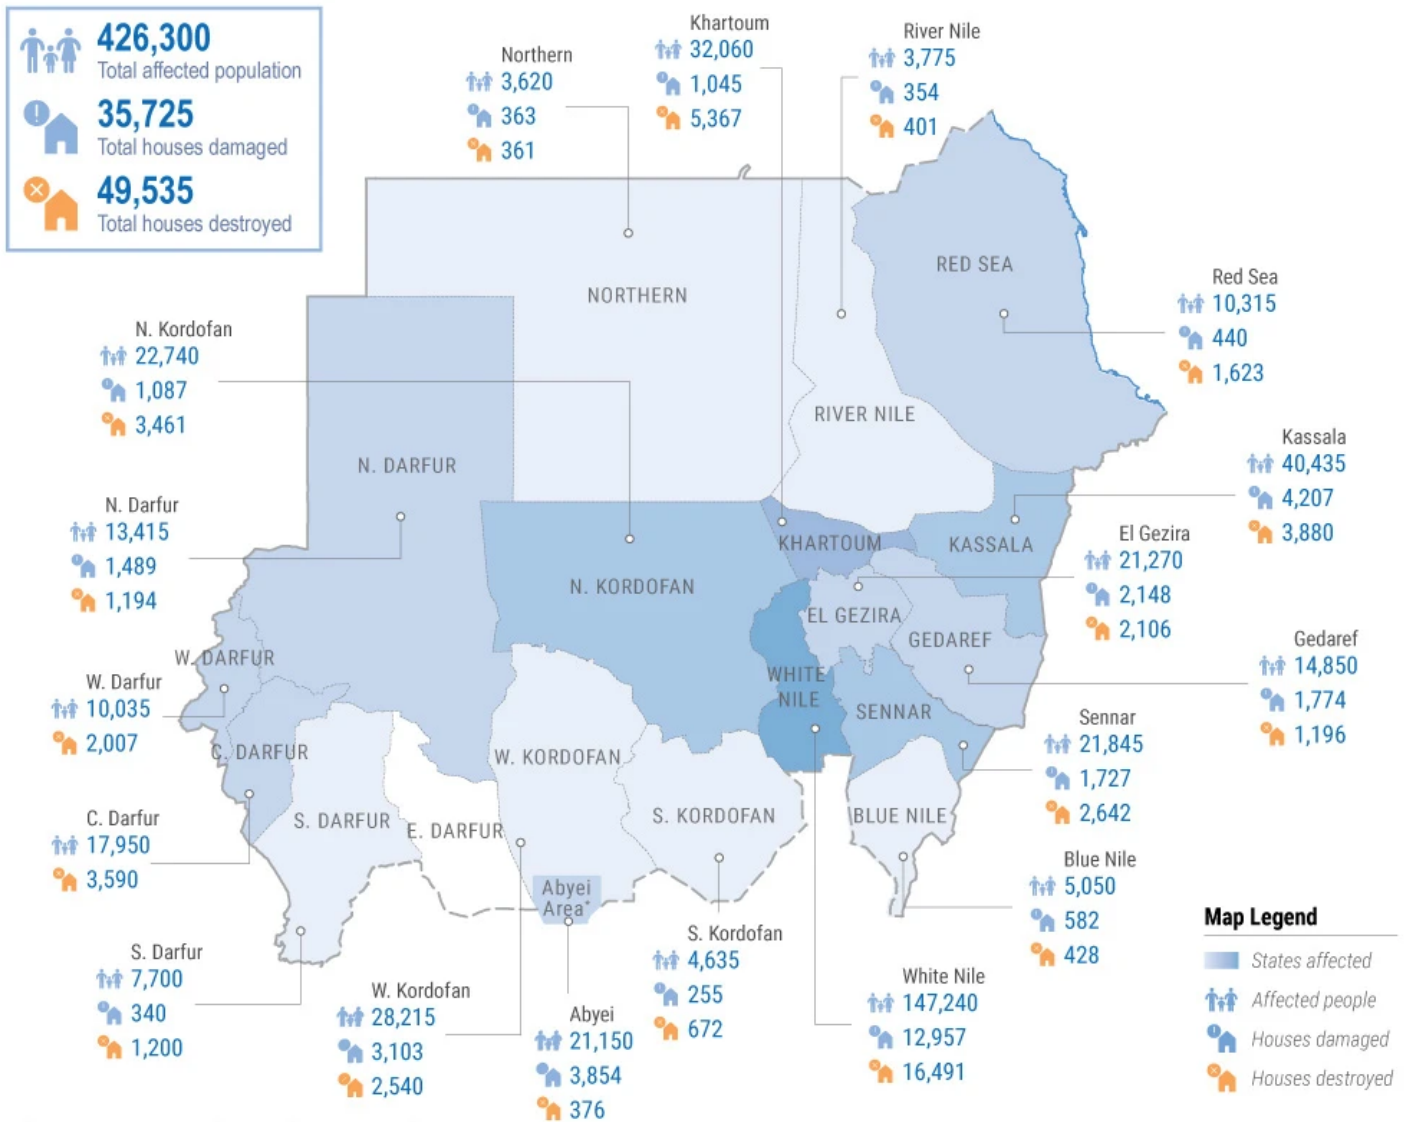 426,300
Total affected population
35,725
Total houses damaged
49,535
Total houses destroyed
Northern
3,620
363
361
Khartoum
32,060
1,045
5,367
River Nile
3,775
354
401
Red Sea
10,315
440
1,623
N. Kordofan
22,740
1,087
3,461
Kassala
40,435
4,207
3,880
N. Darfur
13,415
1,489
1,194
El Gezira
21,270
2,148
2,106
Gedaref
14,850
1,774
1,196
W. Darfur
10,035
2,007
Sennar
21,845
1,727
2,642
C. Darfur
17,950
3,590
Blue Nile
5,050
582
428
S. Darfur
7,700
340
1,200
W. Kordofan
28,215
3,103
2,540
Abyei
21,150
3,854
376
S. Kordofan
4,635
255
672
White Nile
147,240
12,957
16,491
NORTHERN
RED SEA
RIVER NILE
N. DARFUR
KHARTOUM
KASSALA
N. KORDOFAN
EL GEZIRA
GEDAREF
W. DARFUR
WHITE
NILE
SENNAR
C. DARFUR
W. KORDOFAN
S. DARFUR
E. DARFUR
S. KORDOFAN
BLUE NILE
Abyei
Area*
Map Legend
States affected
Affected people
Houses damaged
Houses destroyed